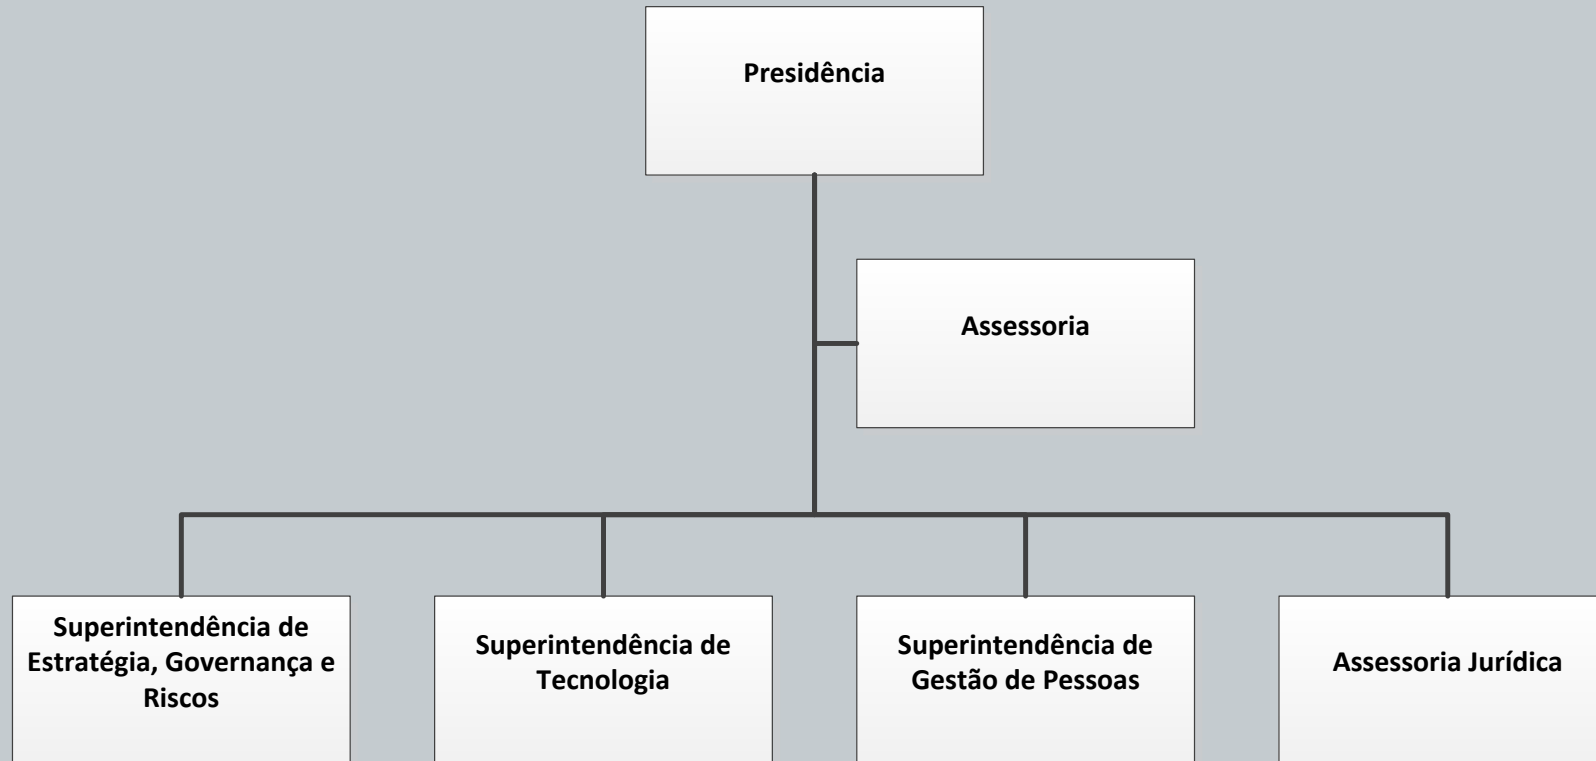 Presidência
Assessoria
Superintendência de
Estratégia, Governança e
Riscos
Superintendência de
Tecnologia
Superintendência de
Gestão de Pessoas
Assessoria Jurídica